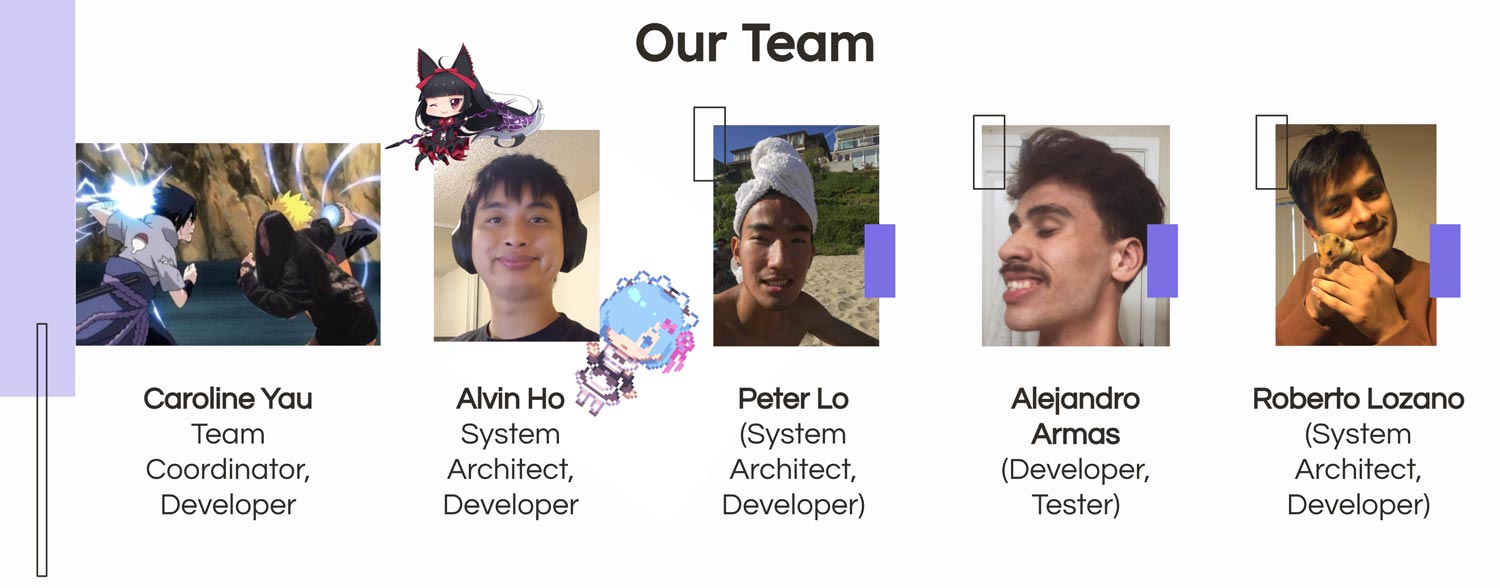 Our Team
Caroline Yau
Team
Coordinator,
Developer
Alvin Ho
System
Architect,
Developer
Peter Lo
(System
Architect,
Developer)
Alejandro
Armas
(Developer,
Tester)
Roberto Lozano
(System
Architect,
Developer)